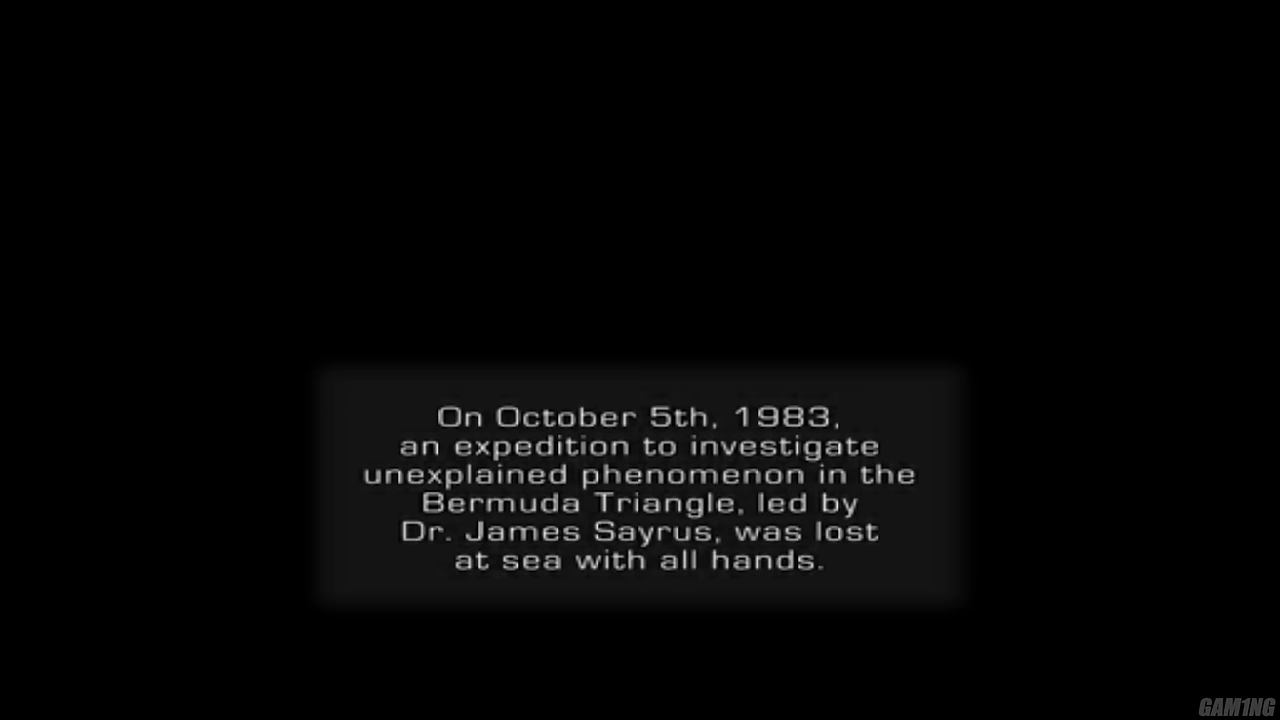 On October 5th, 1983,
an expedition to investigate
unexplained phenomenon in the
Bermuda Triangle, led by
Dr. James Sayrus, was lost
at sea with all hands.
GAM1NG